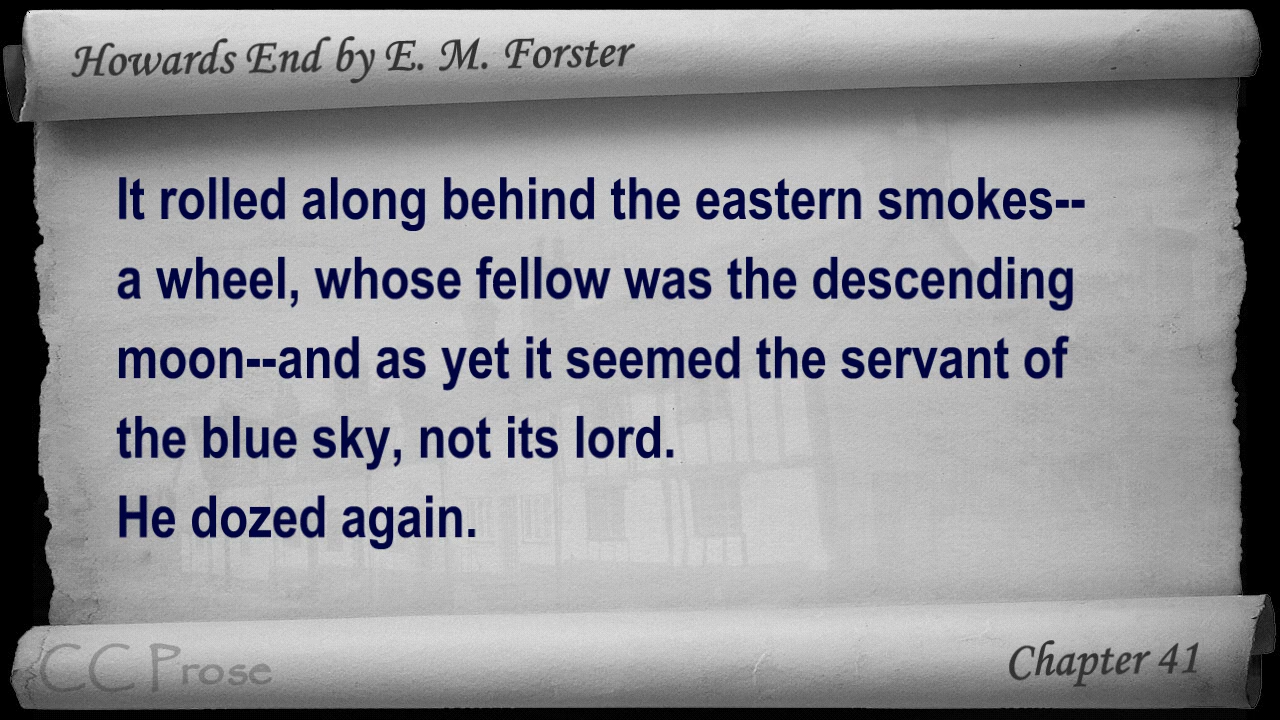 Howards End by E. M. Forster
It rolled along behind the eastern smokes--
a wheel, whose fellow was the descending
moon--and as yet it seemed the servant of
the blue sky, not its lord.
He dozed again.
CC Prose
Chapter 41